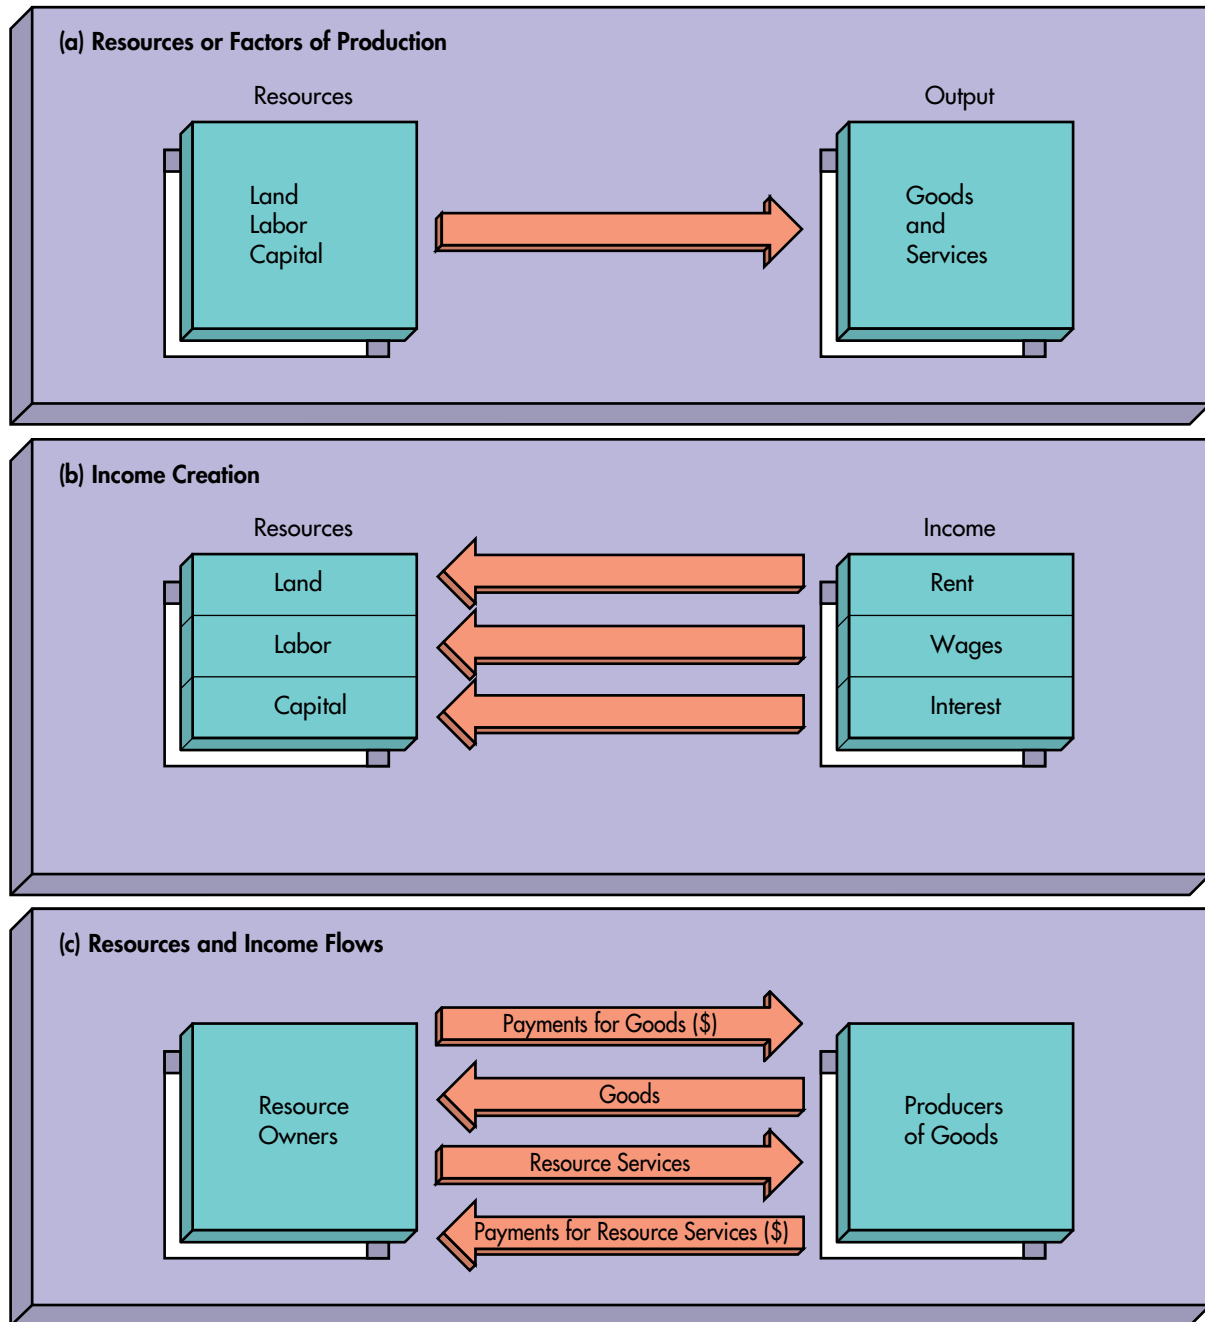 (a) Resources or Factors of Production
Resources
Output
Land
Labor
Capital
Goods
and
Services
(b) Income Creation
Resources
Income
Land
Rent
Labor
Wages
Capital
Interest
(c) Resources and Income Flows
Payments for Goods ($)
Goods
Resource
Owners
Producers
of Goods
Resource Services
Payments for Resource Services ($)